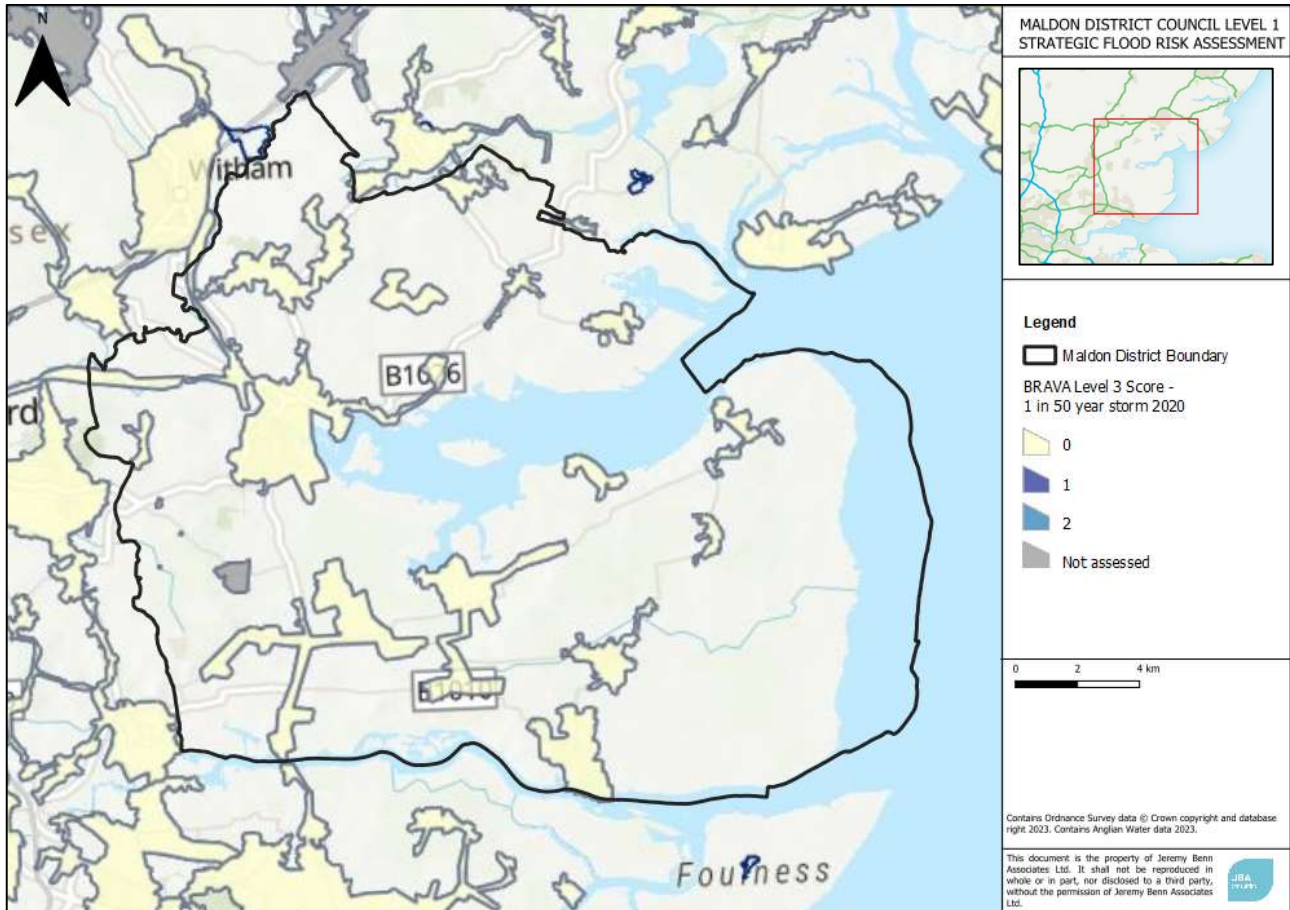 N
Witham
sex
B16 6
rd
Foulness
MALDON DISTRICT COUNCIL LEVEL 1
STRATEGIC FLOOD RISK ASSESSMENT
Legend
Maldon District Boundary
BRAVA Level 3 Score -
1 in 50 year storm 2020
0
1
2
Not assessed
0 2 4 km
Contains Ordnance Survey data © Crown copyright and database
right 2023. Contains Anglian Water data 2023.
This document is the property of Jeremy Benn
Associates Ltd. It shall not be reproduced in
whole or in part, nor disclosed to a third party,
without the permission of Jeremy Benn Associates
Ltd.
JBA